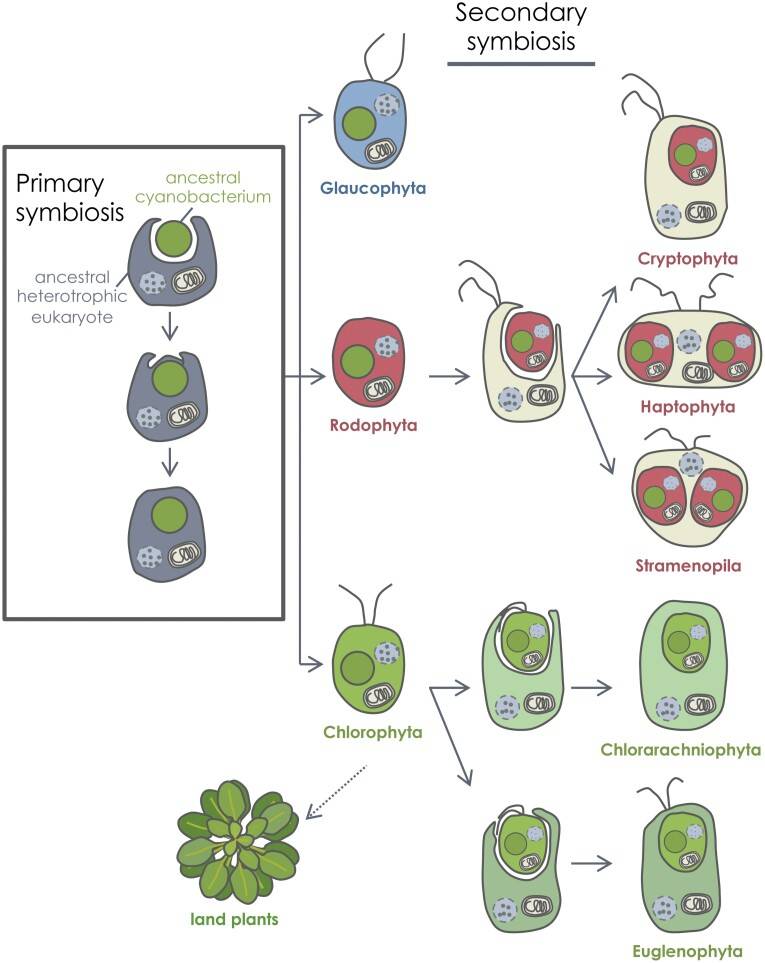 Secondary
symbiosis
Primary
symbiosis
ancestral
cyanobacterium
ancestral
heterotrophic
eukaryote
Glaucophyta
Cryptophyta
Rodophyta
Haptophyta
Stramenopila
Chlorophyta
Chlorarachniophyta
land plants
Euglenophyta